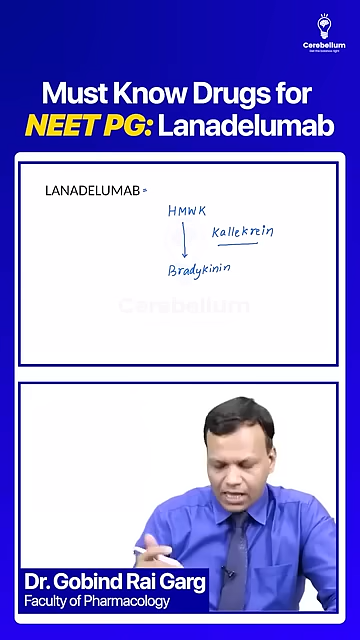 Cerebellum
Must Know Drugs for
NEET PG: Lanadelumab
LANADELUMAB -
HMWK
Kallekrein
Bradykinin
Cerebellum
Dr. Gobind Rai Garg
Faculty of Pharmacology